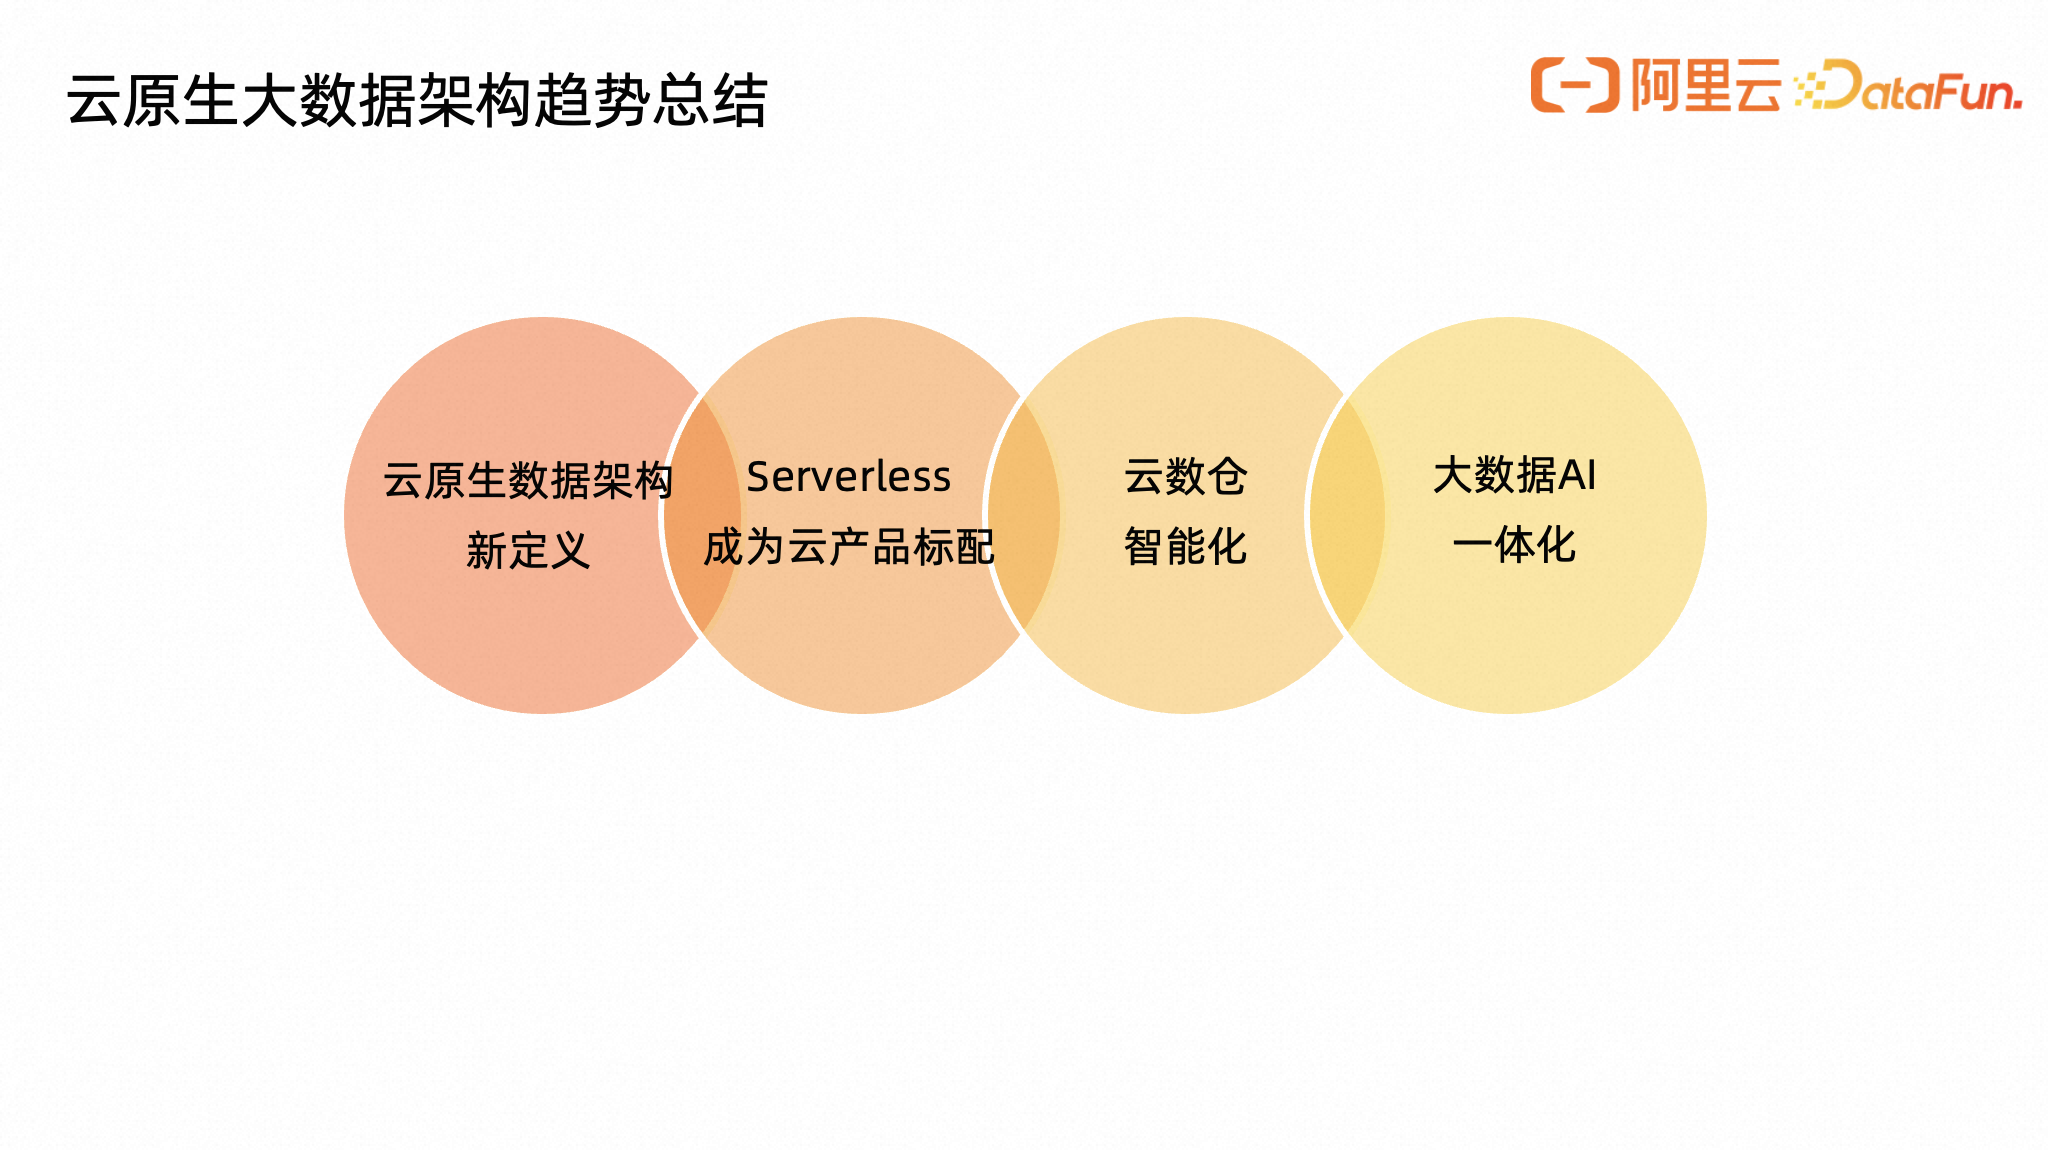 云原生大数据架构趋势总结
阿里云 DataFun.
云原生数据架构
新定义
Serverless
成为云产品标配
云数仓
智能化
大数据AI
一体化